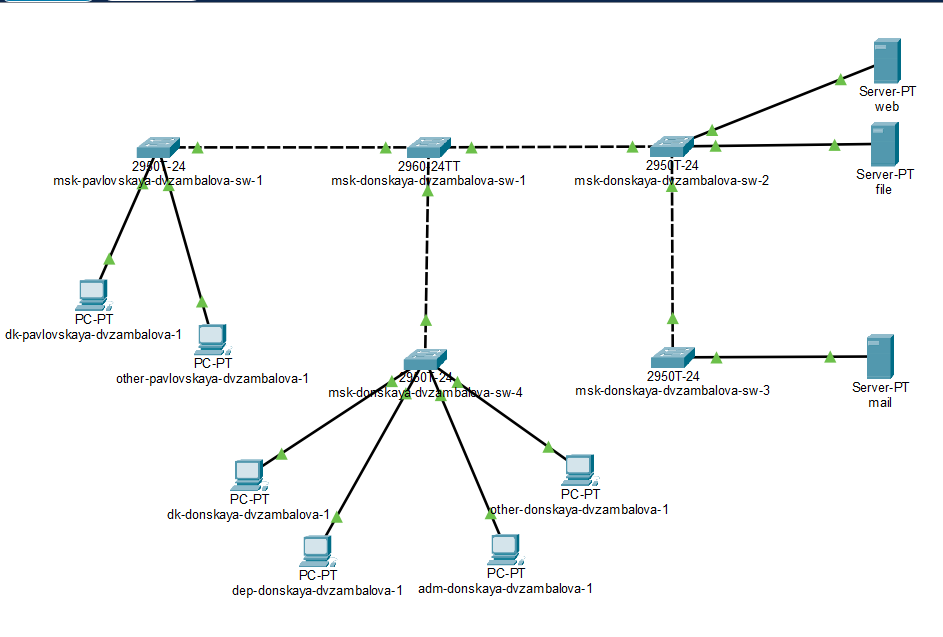 Server-PT
web
2950T-24
msk-pavlovskaya-dvzambalova-sw-1
2960-24TT
msk-donskaya-dvzambalova-sw-1
2950T-24
msk-donskaya-dvzambalova-sw-2
Server-PT
file
PC-PT
dk-pavlovskaya-dvzambalova-1
PC-PT
other-pavlovskaya-dvzambalova-1
2950T-24
msk-donskaya-dvzambalova-sw-4
2950T-24
msk-donskaya-dvzambalova-sw-3
Server-PT
mail
PC-PT
dk-donskaya-dvzambalova-1
PC-PT
other-donskaya-dvzambalova-1
PC-PT
dep-donskaya-dvzambalova-1
PC-PT
adm-donskaya-dvzambalova-1